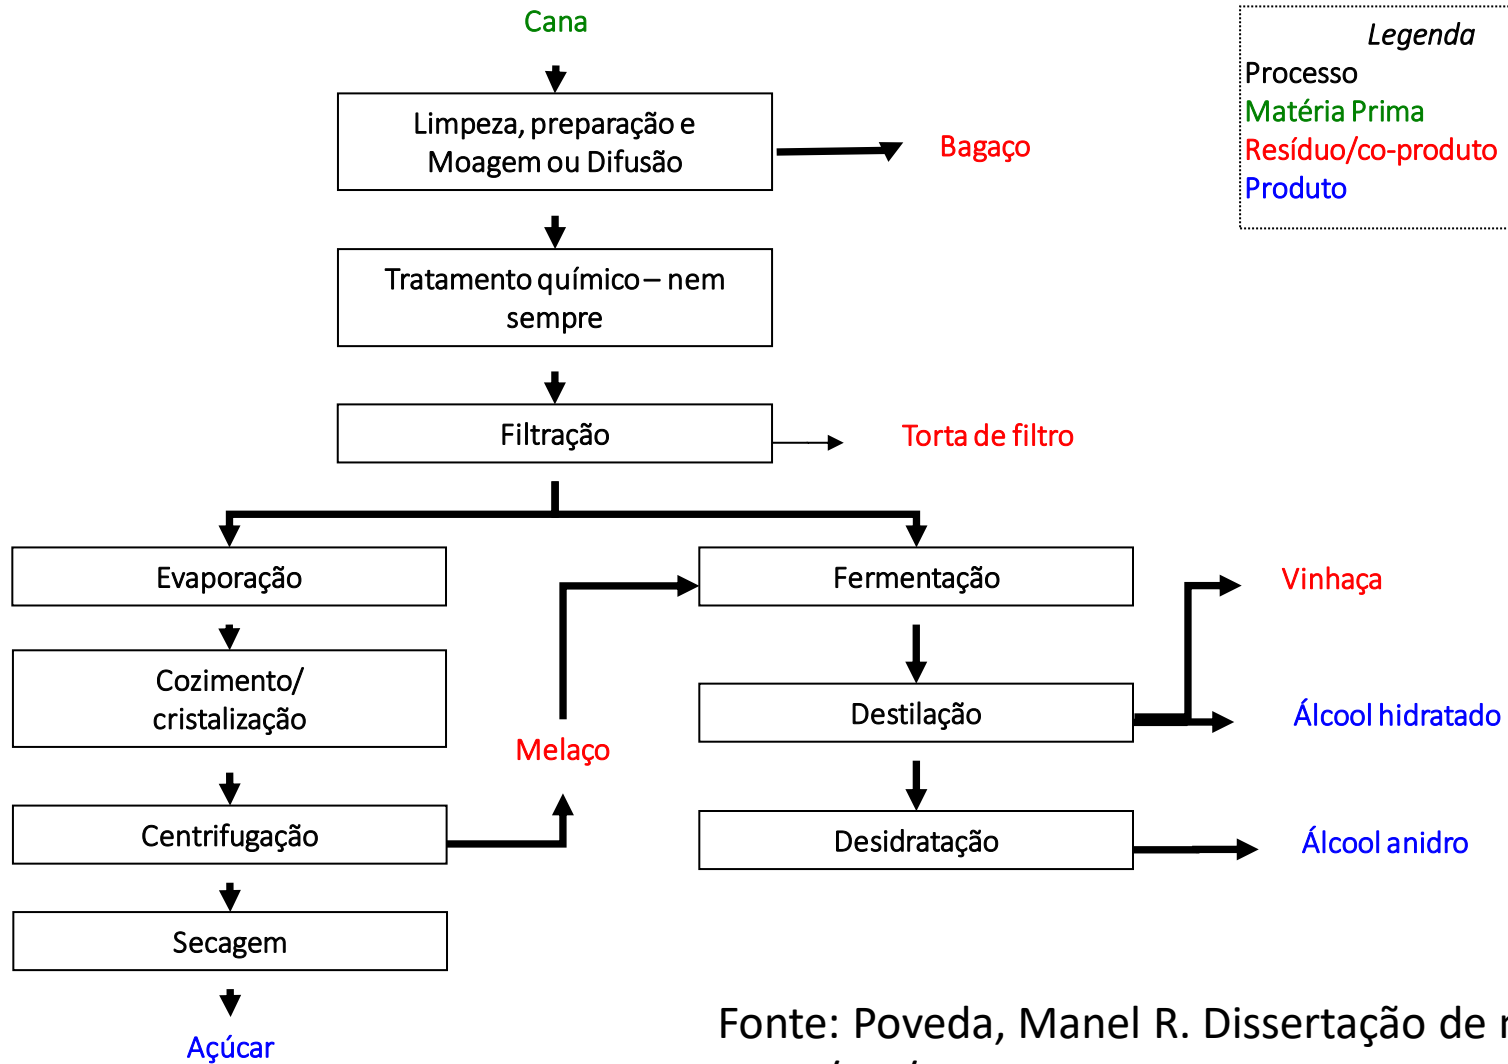 Cana
Legenda
Processo
Matéria Prima
Resíduo/co-produto
Produto
Limpeza, preparação e
Moagem ou Difusão
Bagaço
Tratamento químico – nem
sempre
Filtração
Torta de filtro
Evaporação
Fermentação
Vinhaça
Cozimento/
cristalização
Destilação
Álcool hidratado
Melaço
Centrifugação
Desidratação
Álcool anidro
Secagem
Açúcar
Fonte: Poveda, Manel R. Dissertação de